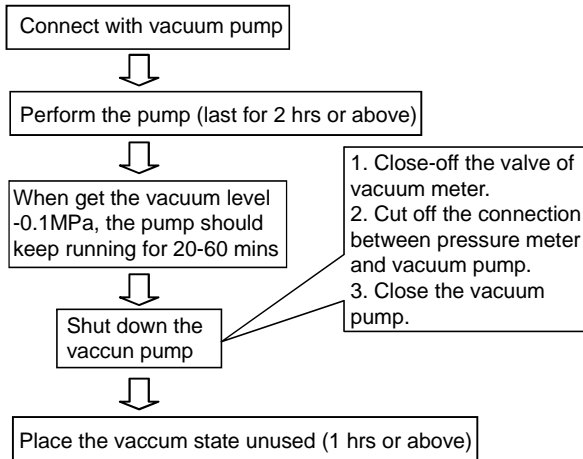 Connect with vacuum pump
Perform the pump (last for 2 hrs or above)
When get the vacuum level
-0.1MPa, the pump should
keep running for 20-60 mins
Shut down the
vaccun pump
1. Close-off the valve of
vacuum meter.
2. Cut off the connection
between pressure meter
and vacuum pump.
3. Close the vacuum
pump.
Place the vaccum state unused (1 hrs or above)